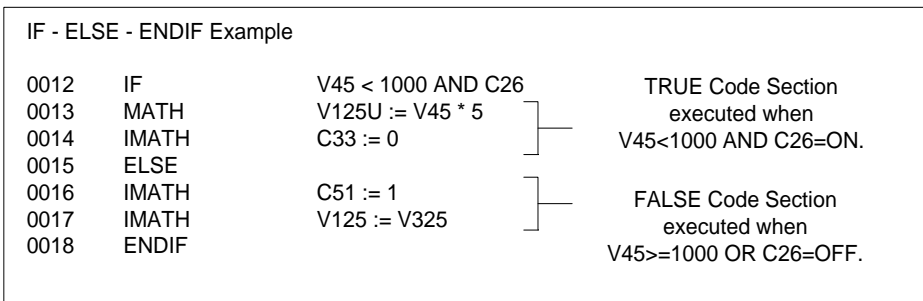 IF - ELSE - ENDIF Example
0012 IF V45 < 1000 AND C26
0013 MATH V125U := V45 * 5
0014 IMATH C33 := 0
0015 ELSE
0016 IMATH C51 := 1
0017 IMATH V125 := V325
0018 ENDIF
TRUE Code Section
executed when
V45<1000 AND C26=ON.
FALSE Code Section
executed when
V45>=1000 OR C26=OFF.